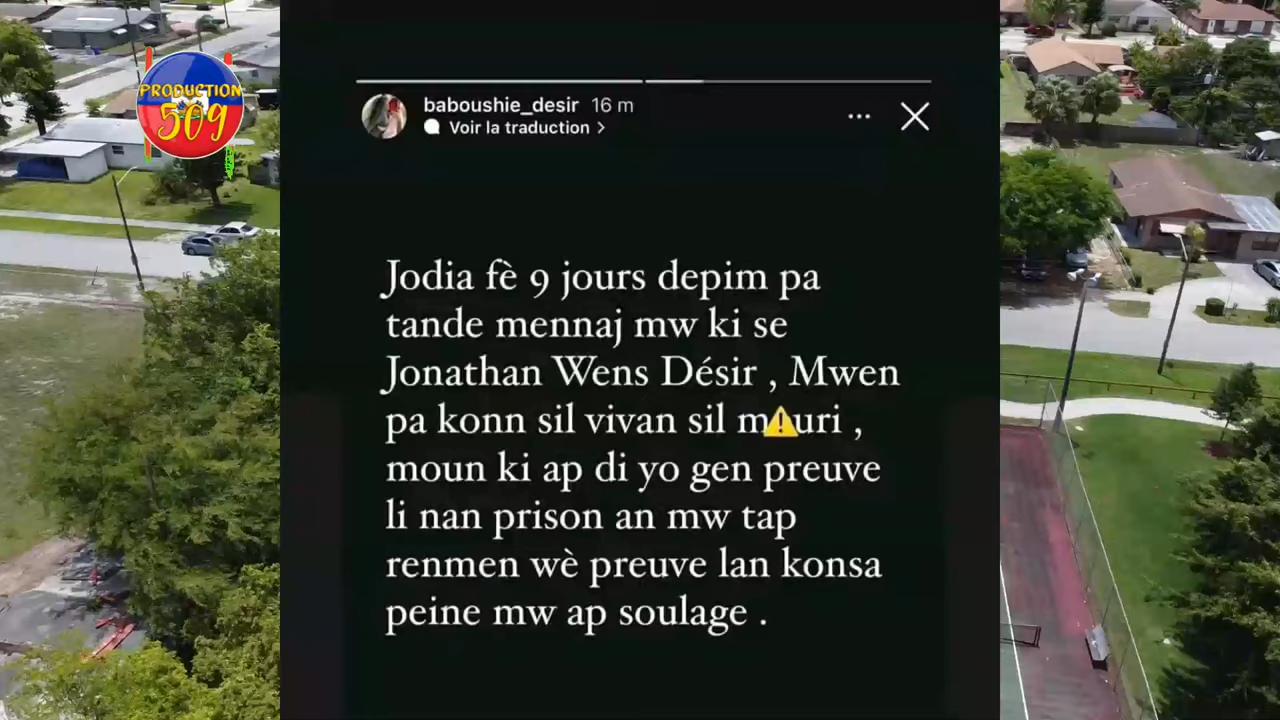 PRODUCTION
509
baboushie_desir 16 m
Voir la traduction >
Jodia fè 9 jours depim pa
tande mennaj mw ki se
Jonathan Wens Désir , Mwen
pa konn sil vivan sil m⚠️uri ,
moun ki ap di yo gen preuve
li nan prison an mw tap
renmen wè preuve lan konsa
peine mw ap soulage .